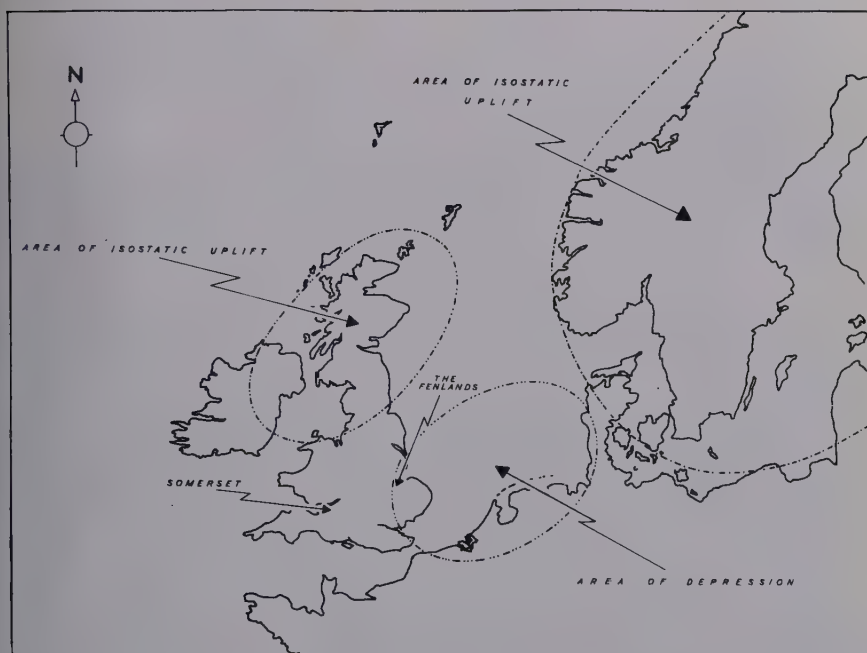 N
AREA OF ISOSTATIC
UPLIFT
AREA OF ISOSTATIC UPLIFT
THE
FENLANDS
SOMERSET
AREA OF DEPRESSION